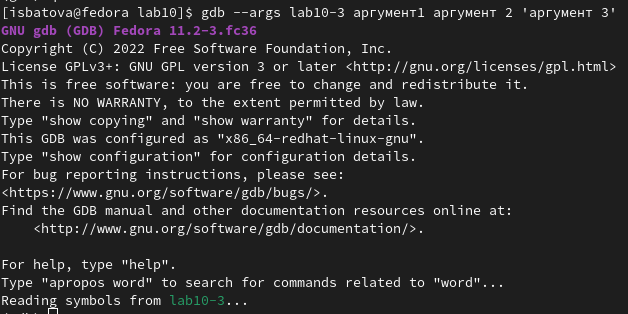 [isbatova@fedora lab10]$ gdb --args lab10-3 аргумент1 аргумент 2 'аргумент 3'
GNU gdb (GDB) Fedora 11.2-3.fc36
Copyright (C) 2022 Free Software Foundation, Inc.
License GPLv3+: GNU GPL version 3 or later <http://gnu.org/licenses/gpl.html>
This is free software: you are free to change and redistribute it.
There is NO WARRANTY, to the extent permitted by law.
Type "show copying" and "show warranty" for details.
This GDB was configured as "x86_64-redhat-linux-gnu".
Type "show configuration" for configuration details.
For bug reporting instructions, please see:
<https://www.gnu.org/software/gdb/bugs/>.
Find the GDB manual and other documentation resources online at:
    <http://www.gnu.org/software/gdb/documentation/>.

For help, type "help".
Type "apropos word" to search for commands related to "word"...
Reading symbols from lab10-3...